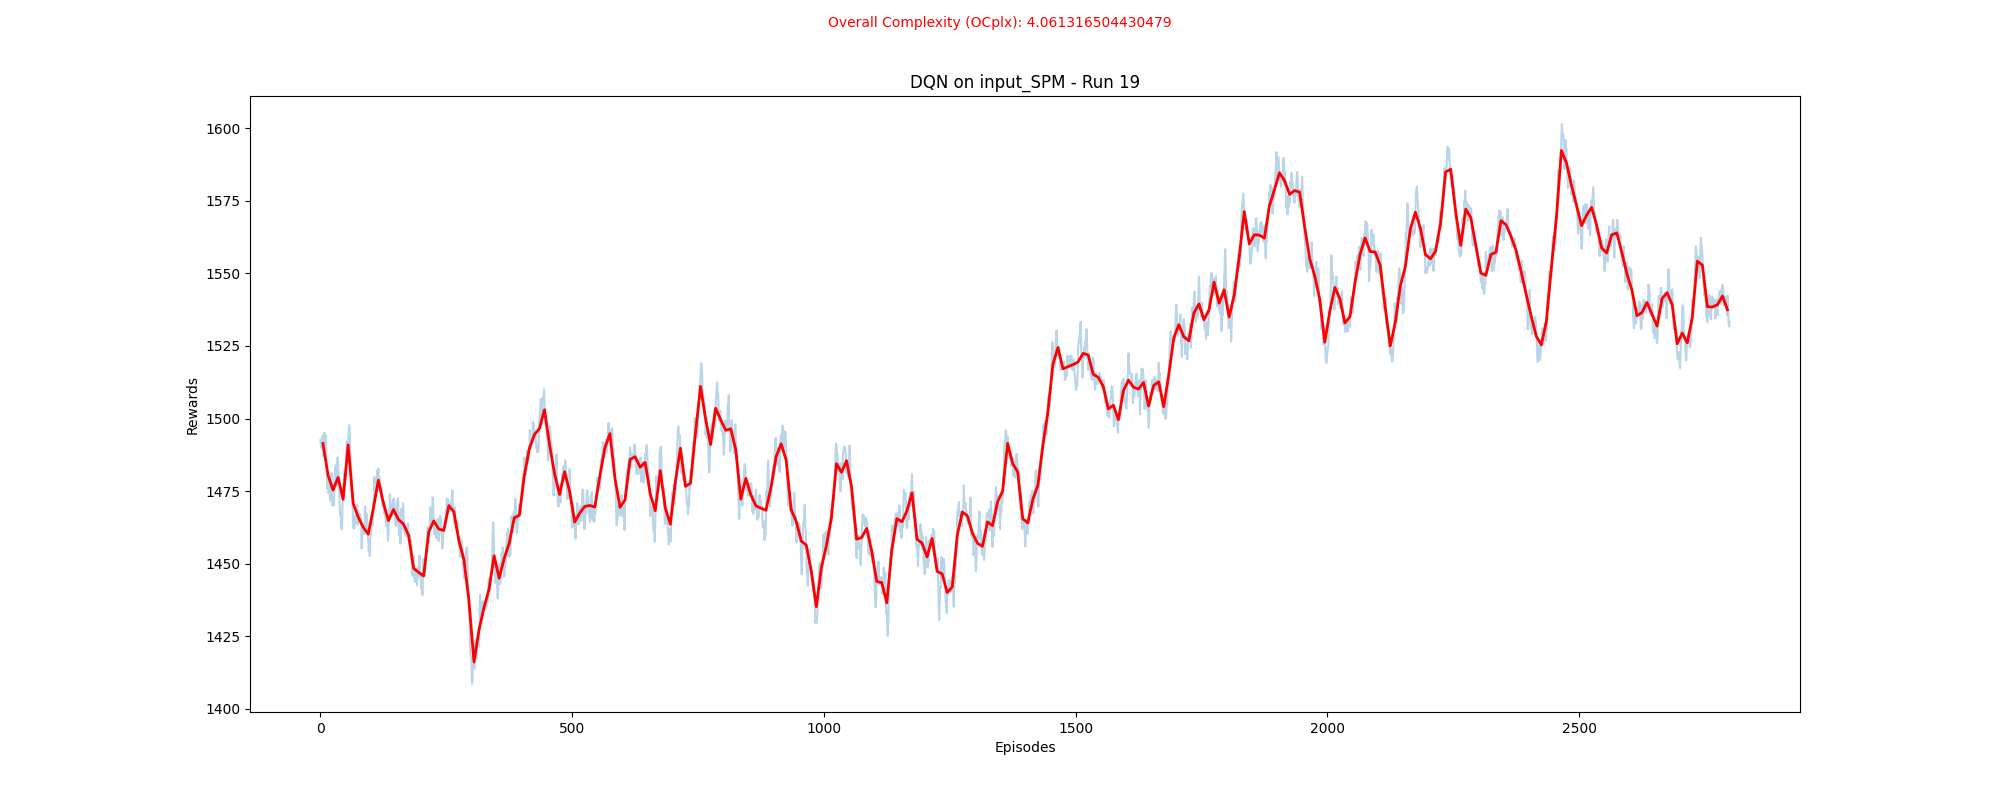 Overall Complexity (OCplx): 4.061316504430479
DQN on input_SPM - Run 19
1600
1575
1550
1525
1500
1475
1450
1425
1400
Rewards
0 500 1000 1500 2000 2500
Episodes